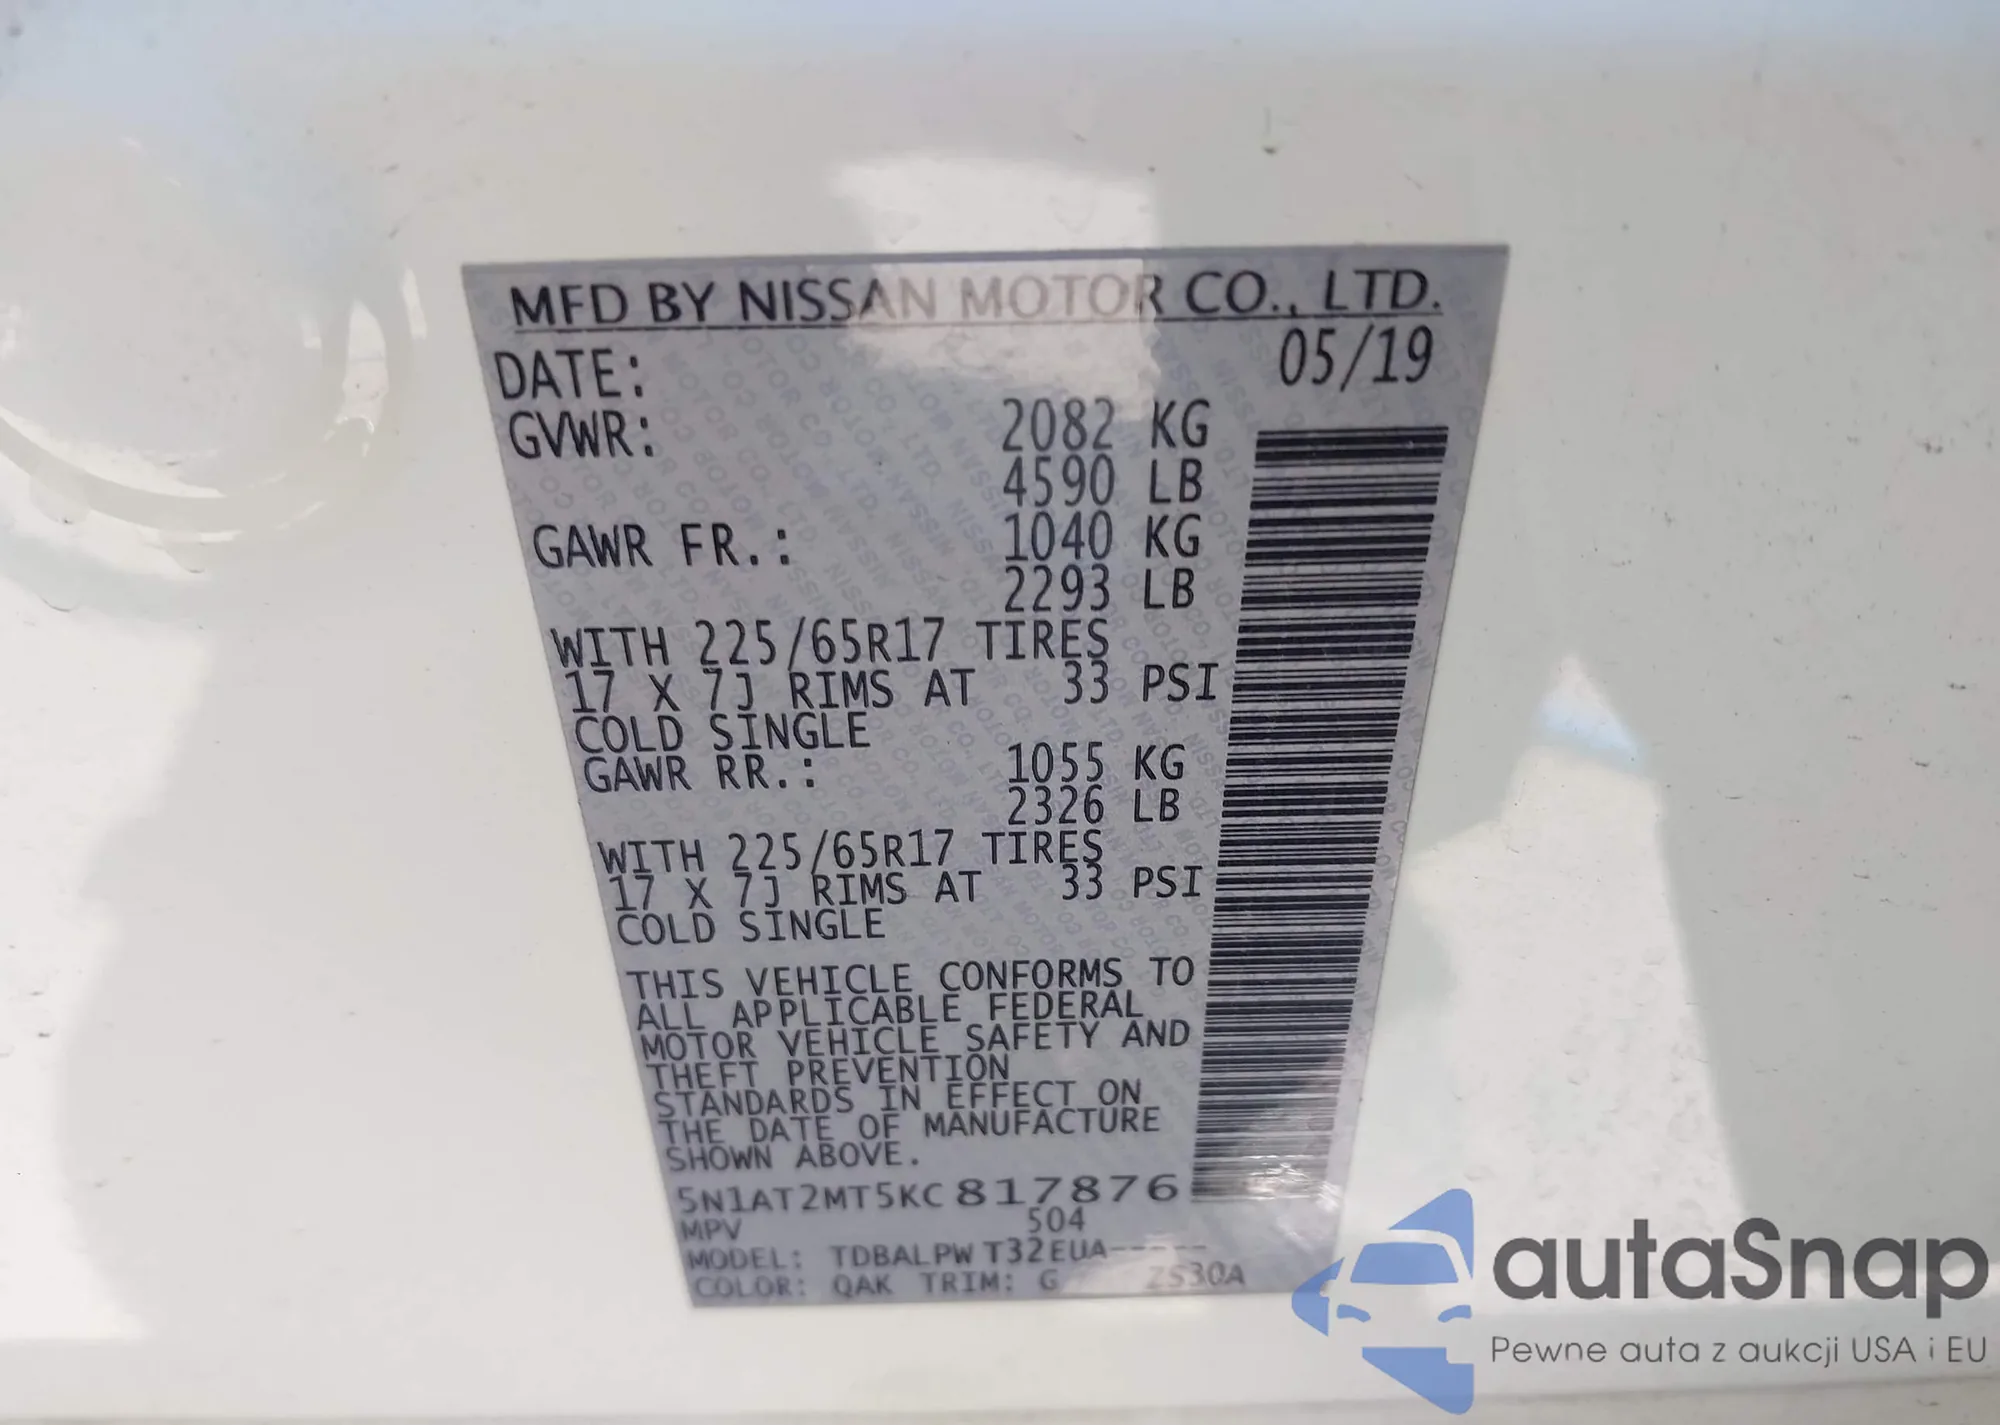 MFD BY NISSAN MOTOR CO., LTD.
DATE: 05/19
GVWR: 2082 KG
4590 LB
GAWR FR.: 1040 KG
2293 LB
WITH 225/65R17 TIRES
17 X 7J RIMS AT 33 PSI
COLD SINGLE
GAWR RR.: 1055 KG
2326 LB
WITH 225/65R17 TIRES
17 X 7J RIMS AT 33 PSI
COLD SINGLE
THIS VEHICLE CONFORMS TO
ALL APPLICABLE FEDERAL
MOTOR VEHICLE SAFETY AND
THEFT PREVENTION
STANDARDS IN EFFECT ON
THE DATE OF MANUFACTURE
SHOWN ABOVE.
5N1AT2MT5KC817876
MPV 504
MODEL: TDBALPW T32EUA-----
COLOR: QAK TRIM: G ZS30A
autaSnap
Pewne auta z aukcji USA i EU